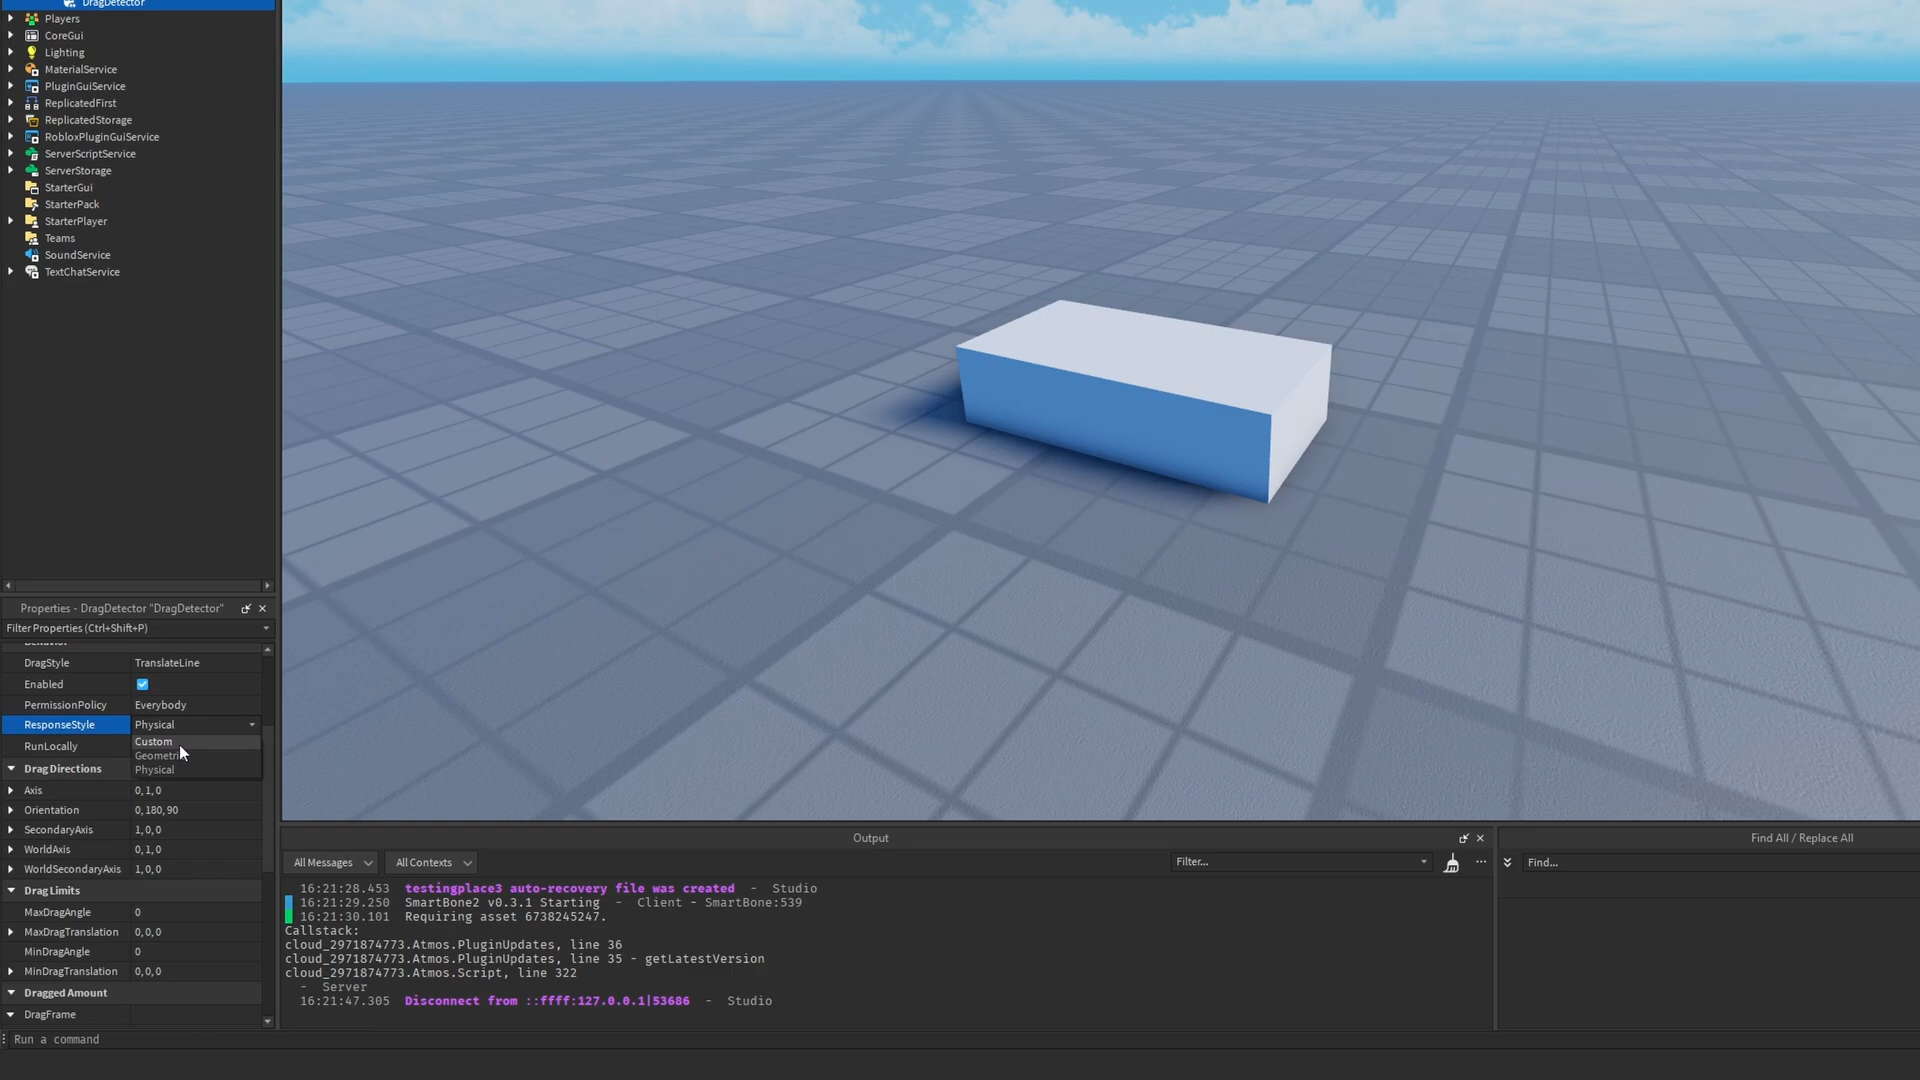 DragDetector
Players
CoreGui
Lighting
MaterialService
PluginGuiService
ReplicatedFirst
ReplicatedStorage
RobloxPluginGuiService
ServerScriptService
ServerStorage
StarterGui
StarterPack
StarterPlayer
Teams
SoundService
TextChatService
Properties - DragDetector "DragDetector"
Filter Properties (Ctrl+Shift+P)
Behavior
DragStyle TranslateLine
Enabled
PermissionPolicy Everybody
ResponseStyle Physical
Custom
RunLocally
Geometri
Physical
Drag Directions
Axis 0, 1, 0
Orientation 0, 180, 90
SecondaryAxis 1, 0, 0
WorldAxis 0, 1, 0
WorldSecondaryAxis 1, 0, 0
Drag Limits
MaxDragAngle 0
MaxDragTranslation 0, 0, 0
MinDragAngle 0
MinDragTranslation 0, 0, 0
Dragged Amount
DragFrame
Output
All Messages All Contexts Filter...
16:21:28.453 testingplace3 auto-recovery file was created - Studio
16:21:29.250 SmartBone2 v0.3.1 Starting - Client - SmartBone:539
16:21:30.101 Requiring asset 6738245247.
Callstack:
cloud_2971874773.Atmos.PluginUpdates, line 36
cloud_2971874773.Atmos.PluginUpdates, line 35 - getLatestVersion
cloud_2971874773.Atmos.Script, line 322
- Server
16:21:47.305 Disconnect from ::ffff:127.0.0.1|53686 - Studio
Find All / Replace All
Find...
Run a command